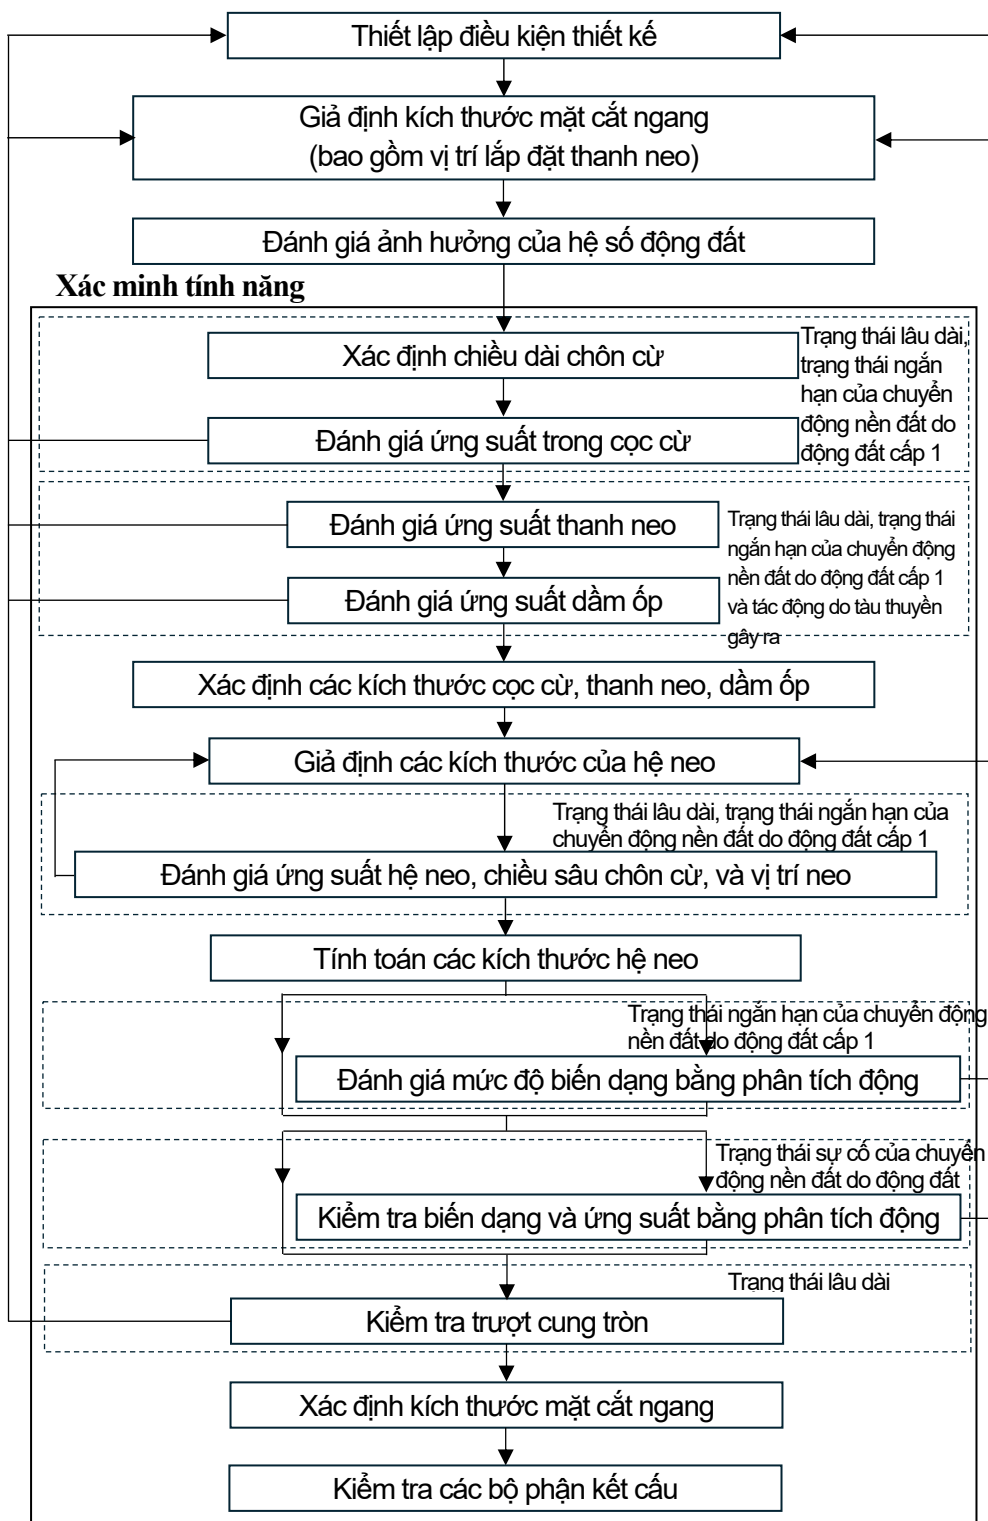 Thiết lập điều kiện thiết kế
Giả định kích thước mặt cắt ngang
(bao gồm vị trí lắp đặt thanh neo)
Đánh giá ảnh hưởng của hệ số động đất
Xác minh tính năng
Trạng thái lâu dài,
trạng thái ngắn
hạn của chuyển
động nền đất do
động đất cấp 1
Xác định chiều dài chôn cừ
Đánh giá ứng suất trong cọc cừ
Đánh giá ứng suất thanh neo
Trạng thái lâu dài, trạng thái
ngắn hạn của chuyển động
nền đất do động đất cấp 1
và tác động do tàu thuyền
gây ra
Đánh giá ứng suất dầm ốp
Xác định các kích thước cọc cừ, thanh neo, dầm ốp
Giả định các kích thước của hệ neo
Trạng thái lâu dài, trạng thái ngắn hạn của
chuyển động nền đất do động đất cấp 1
Đánh giá ứng suất hệ neo, chiều sâu chôn cừ, và vị trí neo
Tính toán các kích thước hệ neo
Trạng thái ngắn hạn của chuyển động
nền đất do động đất cấp 1
Đánh giá mức độ biến dạng bằng phân tích động
Trạng thái sự cố của chuyển
động nền đất do động đất
Kiểm tra biến dạng và ứng suất bằng phân tích động
Trạng thái lâu dài
Kiểm tra trượt cung tròn
Xác định kích thước mặt cắt ngang
Kiểm tra các bộ phận kết cấu